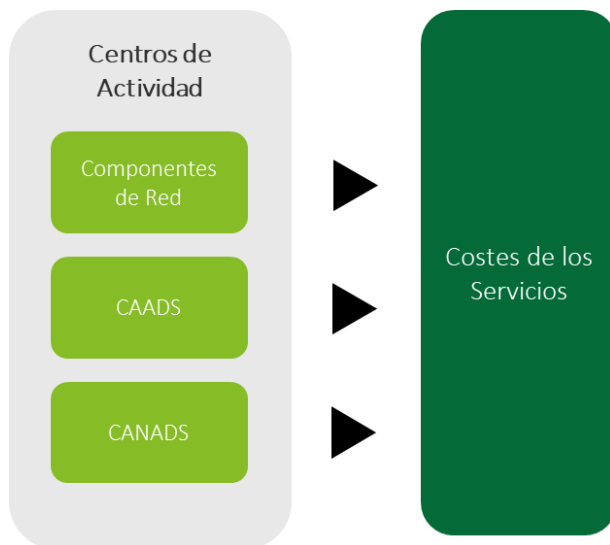 Centros de
Actividad
Componentes
de Red
CAADS
CANADS
Costes de los
Servicios